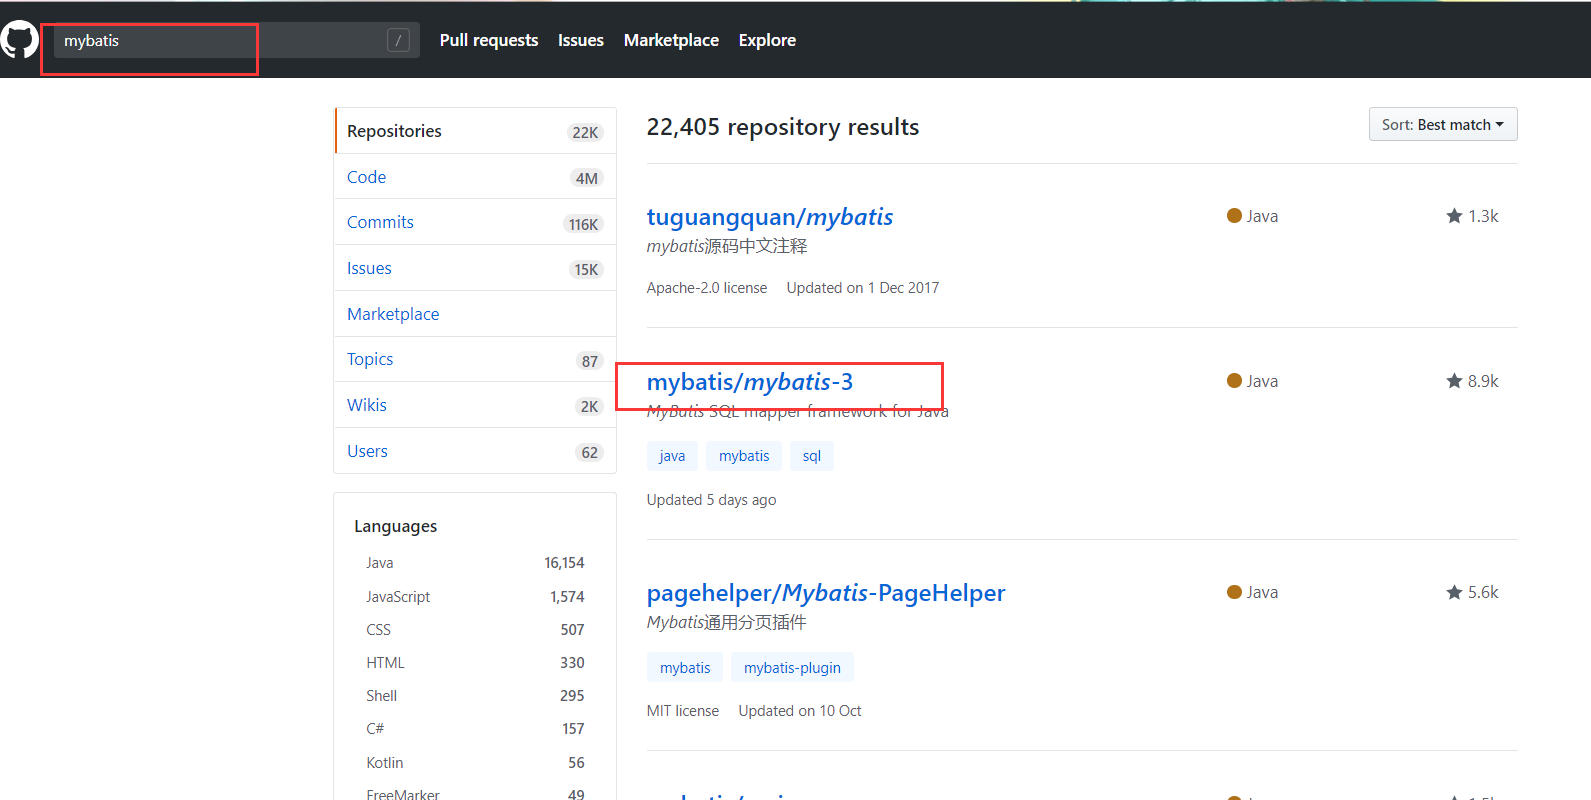 mybatis / Pull requests Issues Marketplace Explore
Repositories 22K
Code 4M
Commits 116K
Issues 15K
Marketplace
Topics 87
Wikis 2K
Users 62
Languages
Java 16,154
JavaScript 1,574
CSS 507
HTML 330
Shell 295
C# 157
Kotlin 56
FreeMarker 49
22,405 repository results Sort: Best match
tuguangquan/mybatis Java 1.3k
mybatis源码中文注释
Apache-2.0 license Updated on 1 Dec 2017
mybatis/mybatis-3 Java 8.9k
MyBatis SQL mapper framework for Java
java mybatis sql
Updated 5 days ago
pagehelper/Mybatis-PageHelper Java 5.6k
Mybatis通用分页插件
mybatis mybatis-plugin
MIT license Updated on 10 Oct